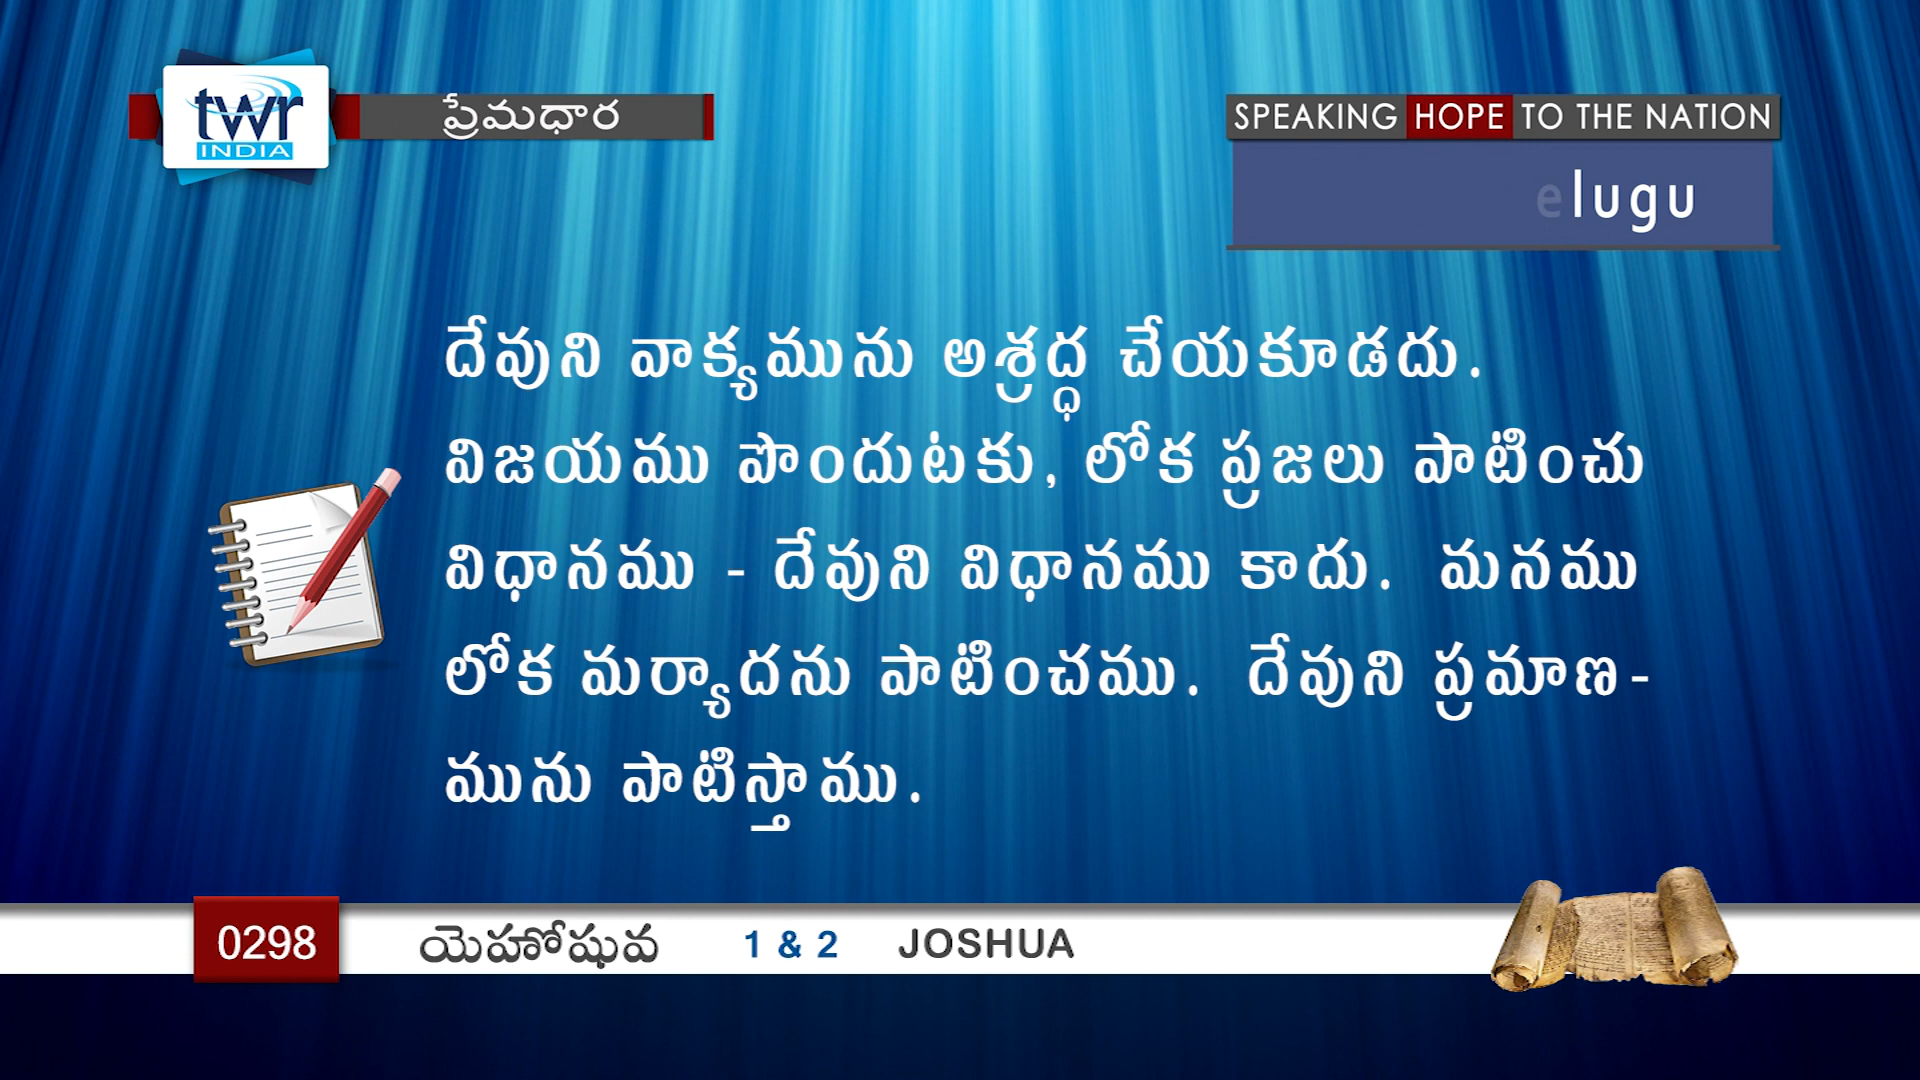 twr
INDIA
ప్రేమధార
SPEAKING HOPE TO THE NATION
elugu
దేవుని వాక్యమును అశ్రద్ధ చేయకూడదు.
విజయము పొందుటకు, లోక ప్రజలు పాటించు
విధానము - దేవుని విధానము కాదు. మనము
లోక మర్యాదను పాటించము. దేవుని ప్రమాణ-
మును పాటిస్తాము.
0298 యెహోషువ 1 & 2 JOSHUA